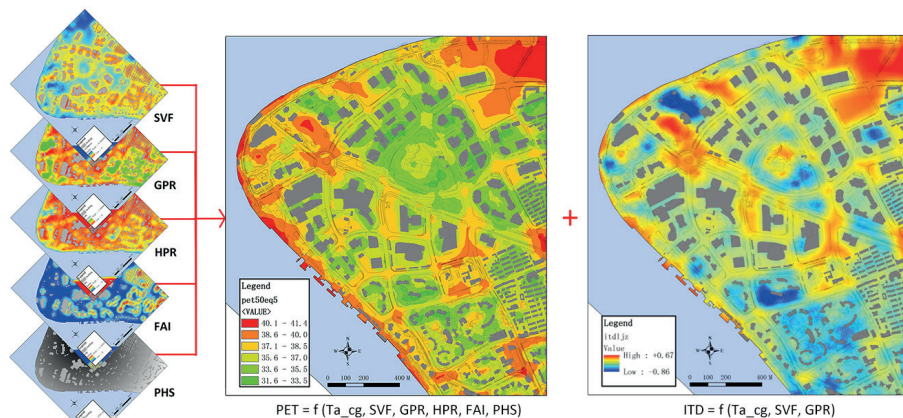 SVF
GPR
HPR
FAI
PHS
Legend
pet50eq5
<VALUE>
40.1 - 41.4
38.6 - 40.0
37.1 - 38.5
35.6 - 37.0
33.6 - 35.5
31.6 - 33.5
N
W
E
S
0
100
200
400 M
PET = f (Ta_cg, SVF, GPR, HPR, FAI, PHS)
+
Legend
itdljz
Value
High : +0.67
Low : -0.86
N
W
E
S
0
100
200
400 M
ITD = f (Ta_cg, SVF, GPR)